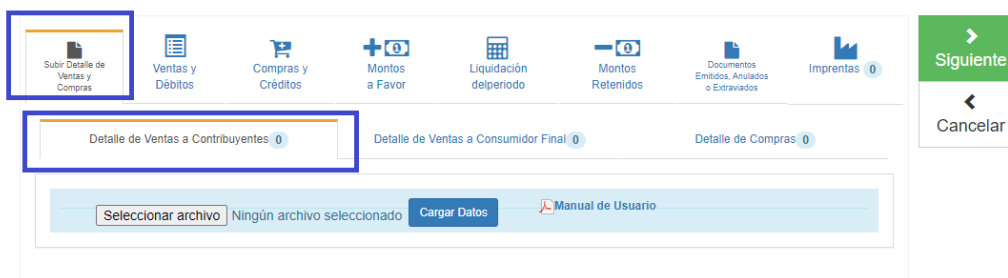 Subir Detalle de
Ventas y
Compras
Ventas y
Débitos
Compras y
Créditos
Montos
a Favor
Liquidación
delperiodo
Montos
Retenidos
Documentos
Emitidos, Anulados
o Extraviados
Imprentas 0
Siguiente
Cancelar
Detalle de Ventas a Contribuyentes 0
Detalle de Ventas a Consumidor Final 0
Detalle de Compras 0
Seleccionar archivo Ningún archivo seleccionado Cargar Datos Manual de Usuario